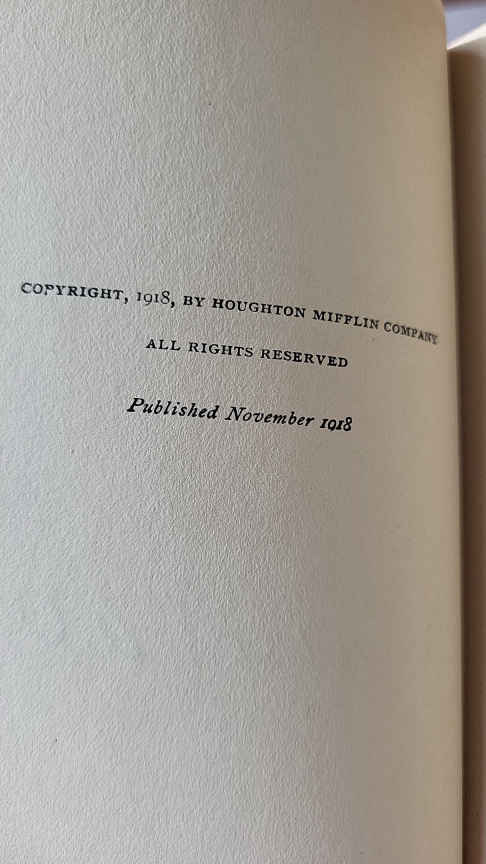 COPYRIGHT, 1918, BY HOUGHTON MIFFLIN COMPANY
ALL RIGHTS RESERVED
Published November 1918